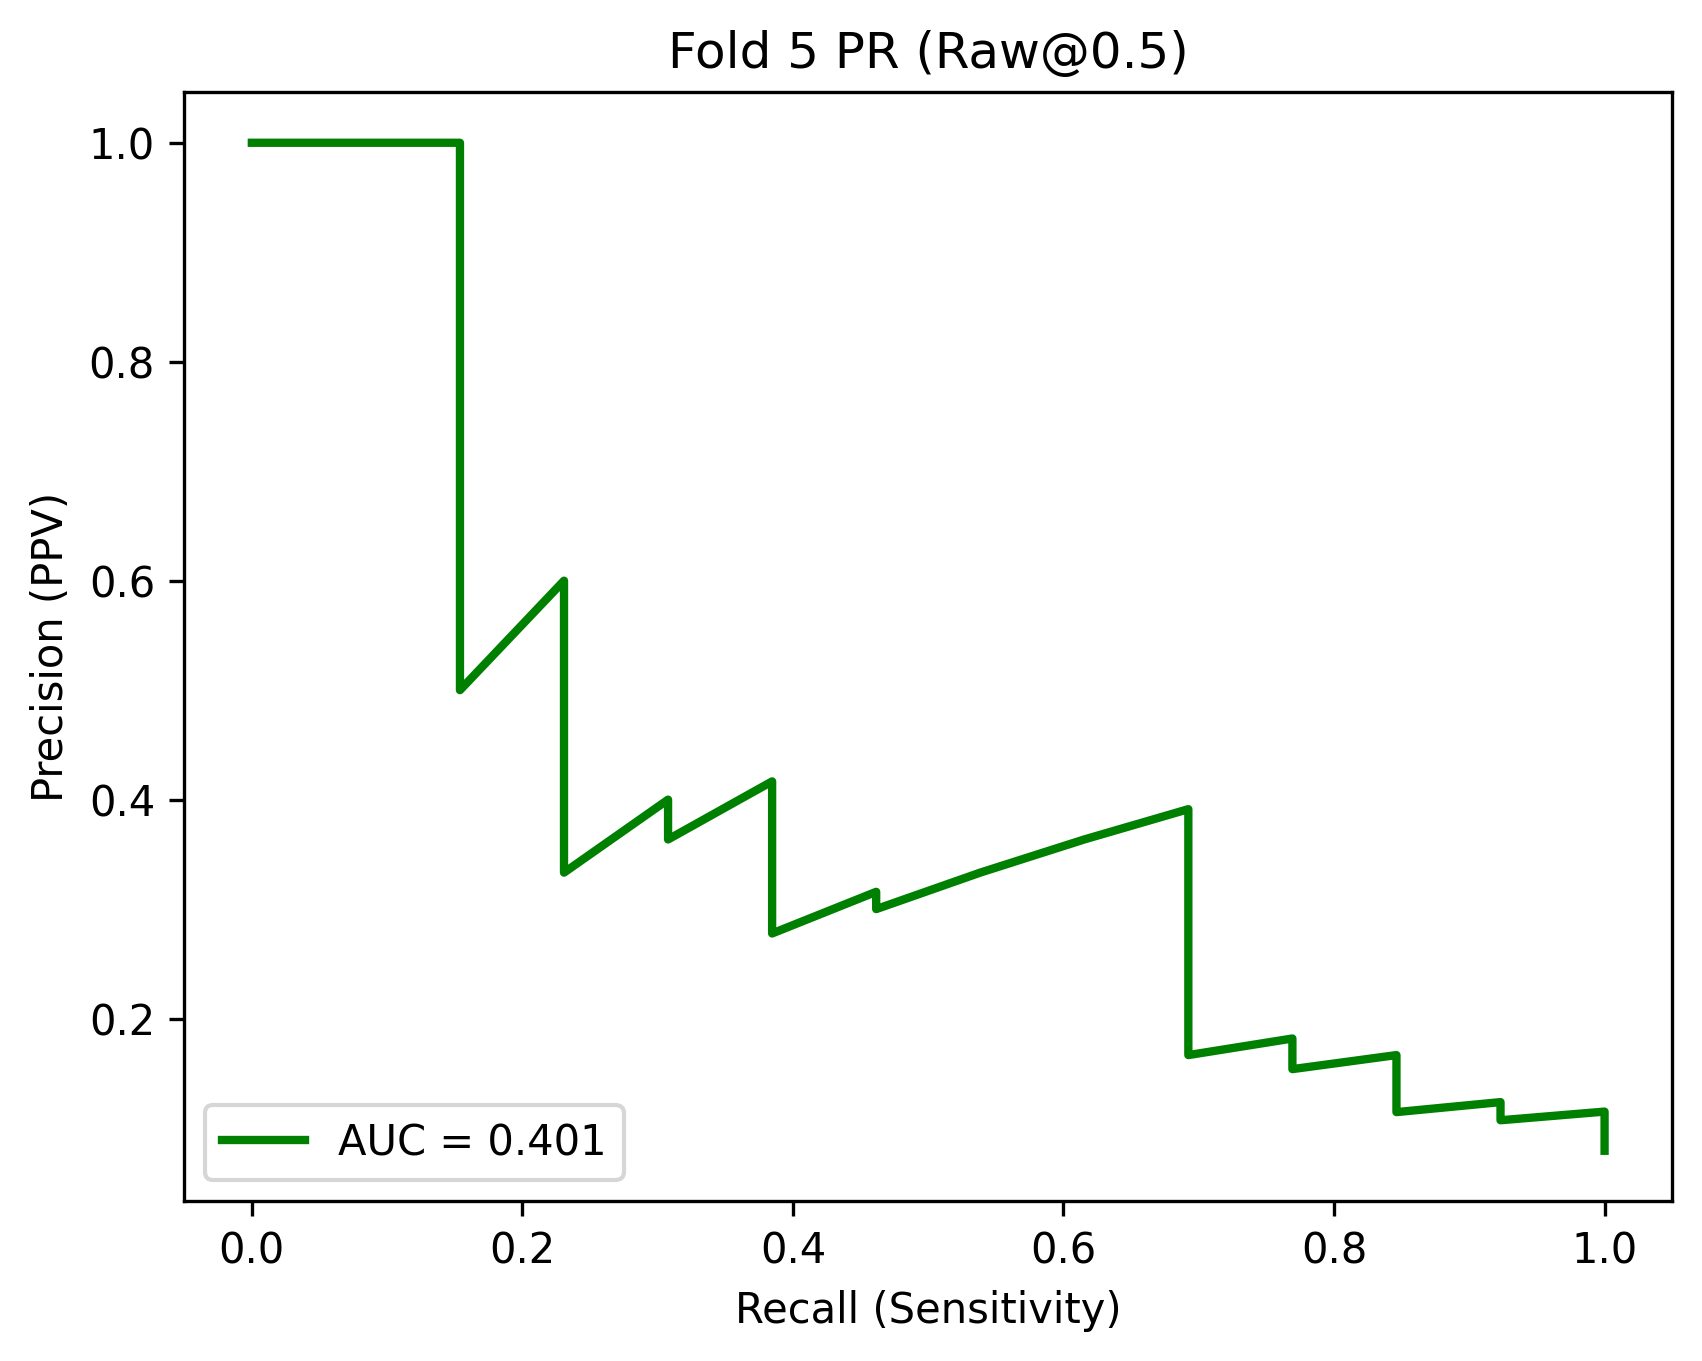 Fold 5 PR (Raw@0.5)
Precision (PPV)
1.0
0.8
0.6
0.4
0.2
AUC = 0.401
0.0 0.2 0.4 0.6 0.8 1.0
Recall (Sensitivity)